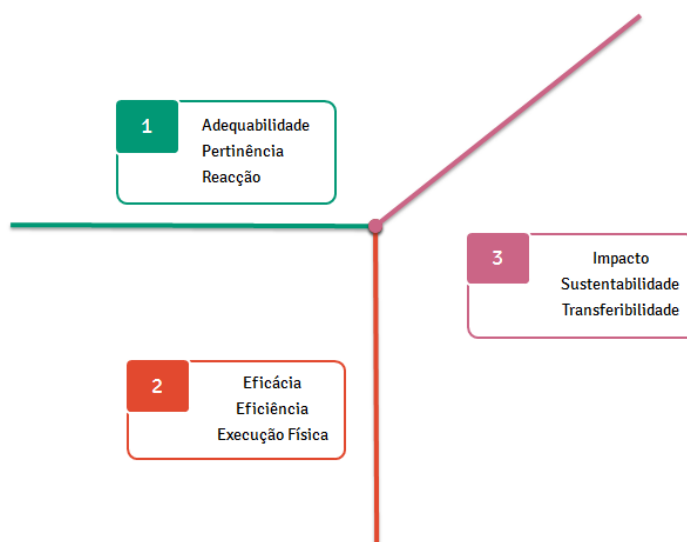 1
Adequabilidade
Pertinência
Reacção
3
Impacto
Sustentabilidade
Transferibilidade
2
Eficácia
Eficiência
Execução Física